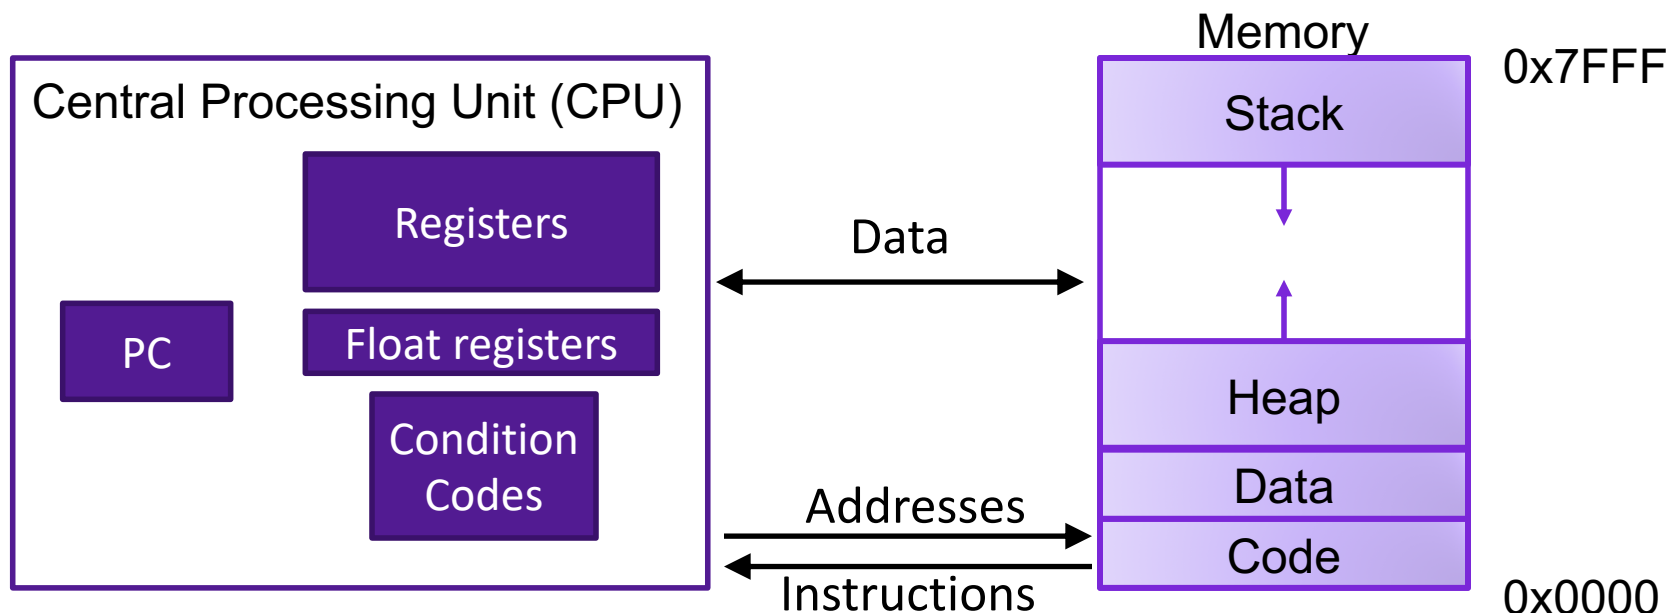 Central Processing Unit (CPU)
Registers
PC
Float registers
Condition
Codes
Data
Addresses
Instructions
Memory
0x7FFF
Stack
Heap
Data
Code
0x0000